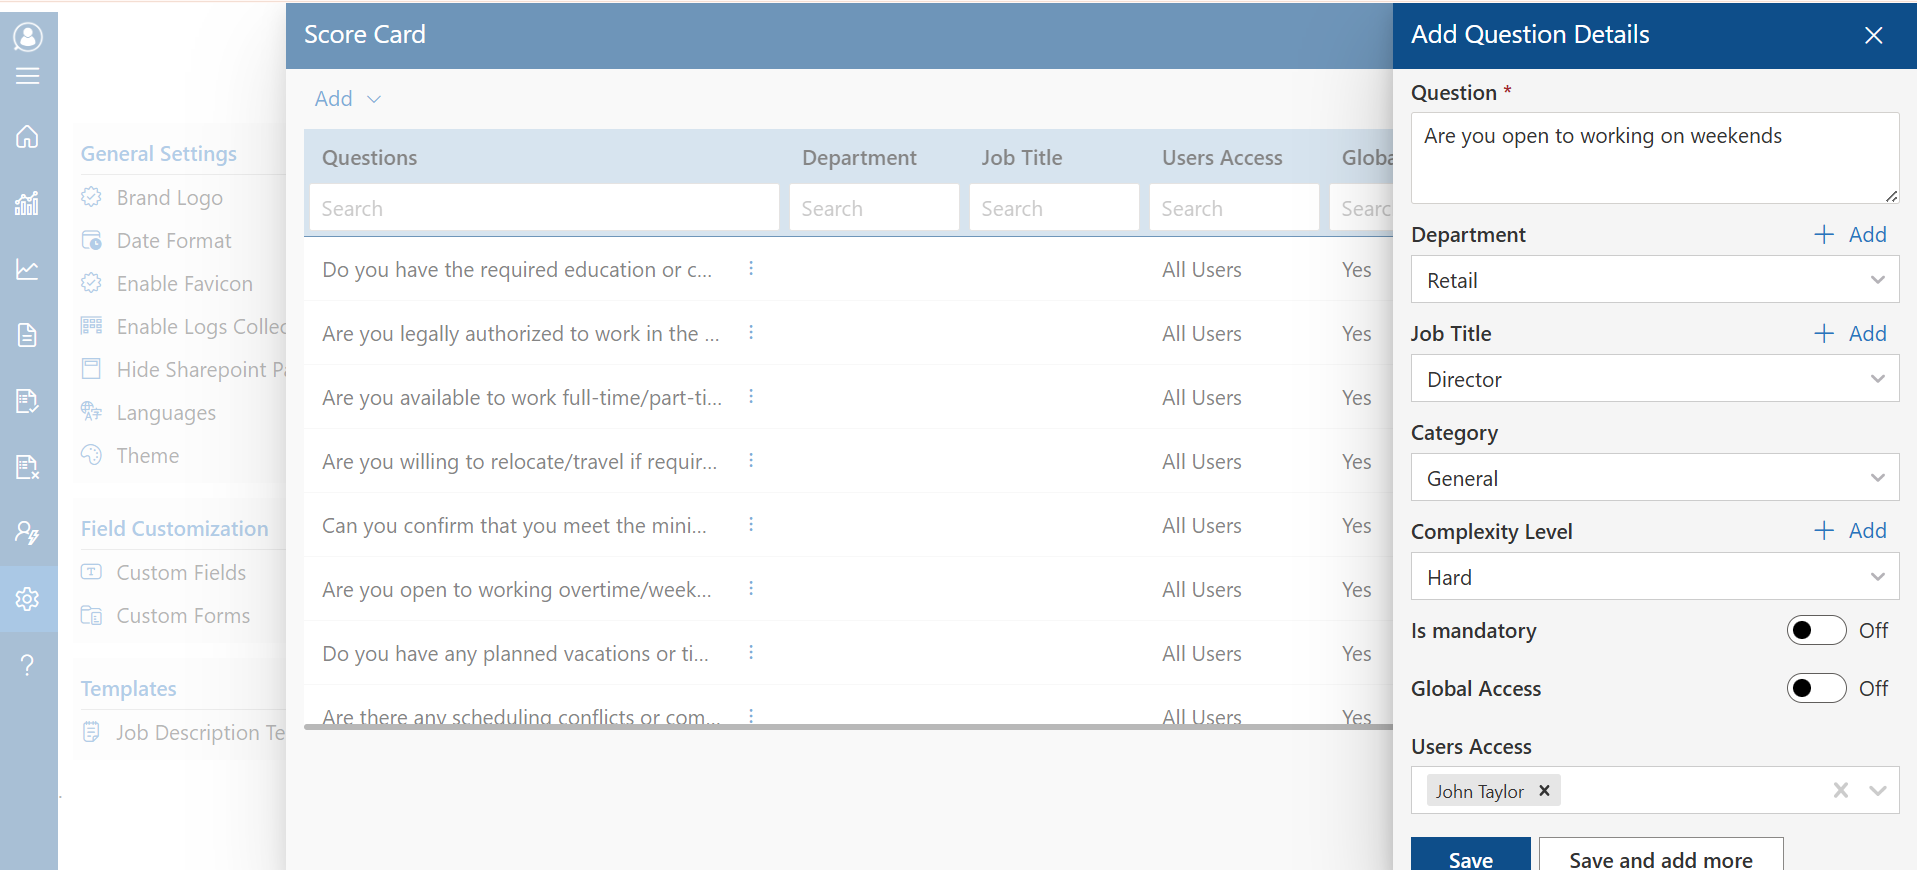 Score Card
Add Question Details
Add
Question *
Are you open to working on weekends
General Settings
Brand Logo
Date Format
Enable Favicon
Enable Logs Collec
Hide Sharepoint Pa
Languages
Theme
Field Customization
Custom Fields
Custom Forms
Templates
Job Description Te
Questions Department Job Title Users Access Globa
Search Search Search Search Searc
Do you have the required education or c... All Users Yes
Are you legally authorized to work in the ... All Users Yes
Are you available to work full-time/part-ti... All Users Yes
Are you willing to relocate/travel if requir... All Users Yes
Can you confirm that you meet the mini... All Users Yes
Are you open to working overtime/week... All Users Yes
Do you have any planned vacations or ti... All Users Yes
Are there any scheduling conflicts or com... All Users Yes
Department + Add
Retail
Job Title + Add
Director
Category
General
Complexity Level + Add
Hard
Is mandatory Off
Global Access Off
Users Access
John Taylor
Save Save and add more